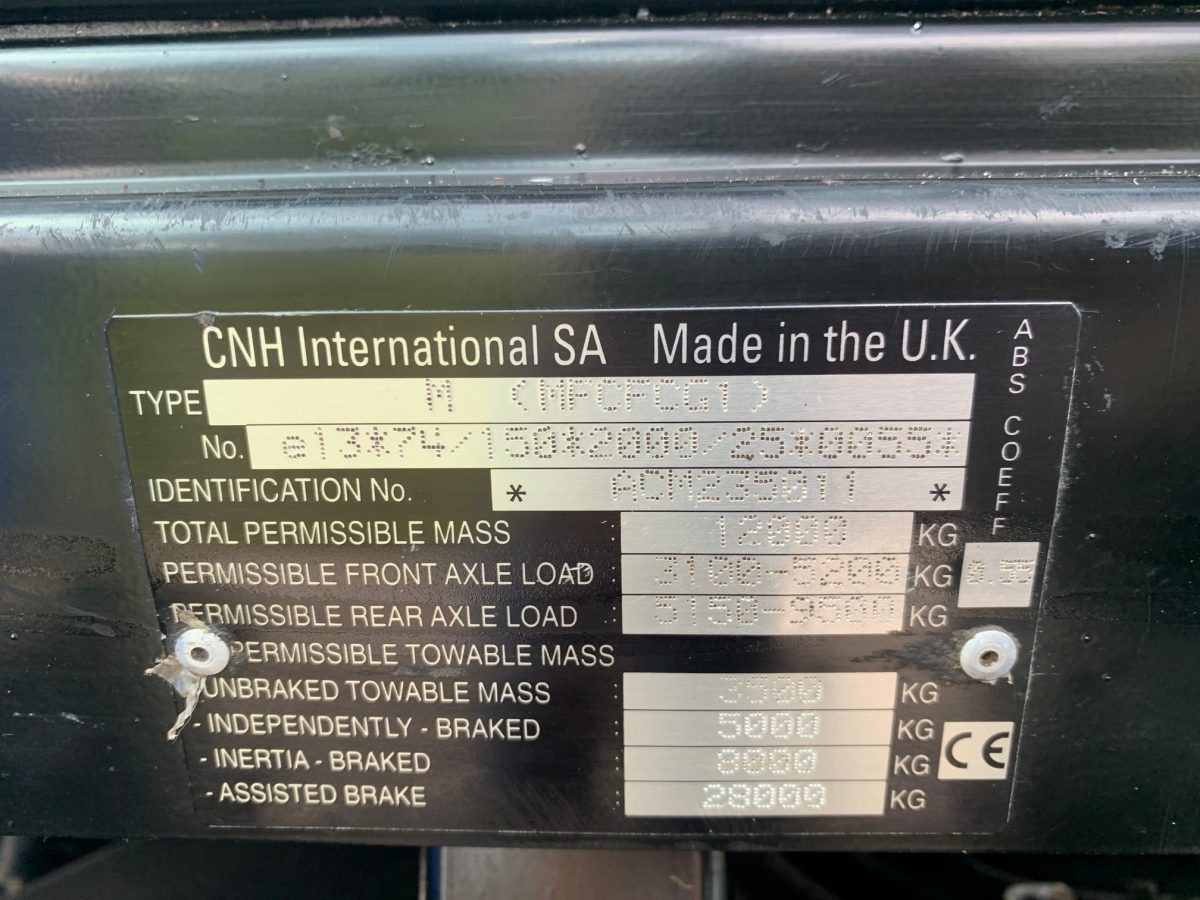 CNH International SA Made in the U.K.
TYPE M (MFCFCG1)
No. e13*74/150*2000/25*0055*
IDENTIFICATION No. * ACM235011 *
TOTAL PERMISSIBLE MASS : 12000 KG
PERMISSIBLE FRONT AXLE LOAD : 3100-5200 KG
PERMISSIBLE REAR AXLE LOAD : 5150-9500 KG
PERMISSIBLE TOWABLE MASS
UNBRAKED TOWABLE MASS : 3500 KG
- INDEPENDENTLY - BRAKED : 5000 KG
- INERTIA - BRAKED : 8000 KG
- ASSISTED BRAKE : 28000 KG
ABS COEFF
CE